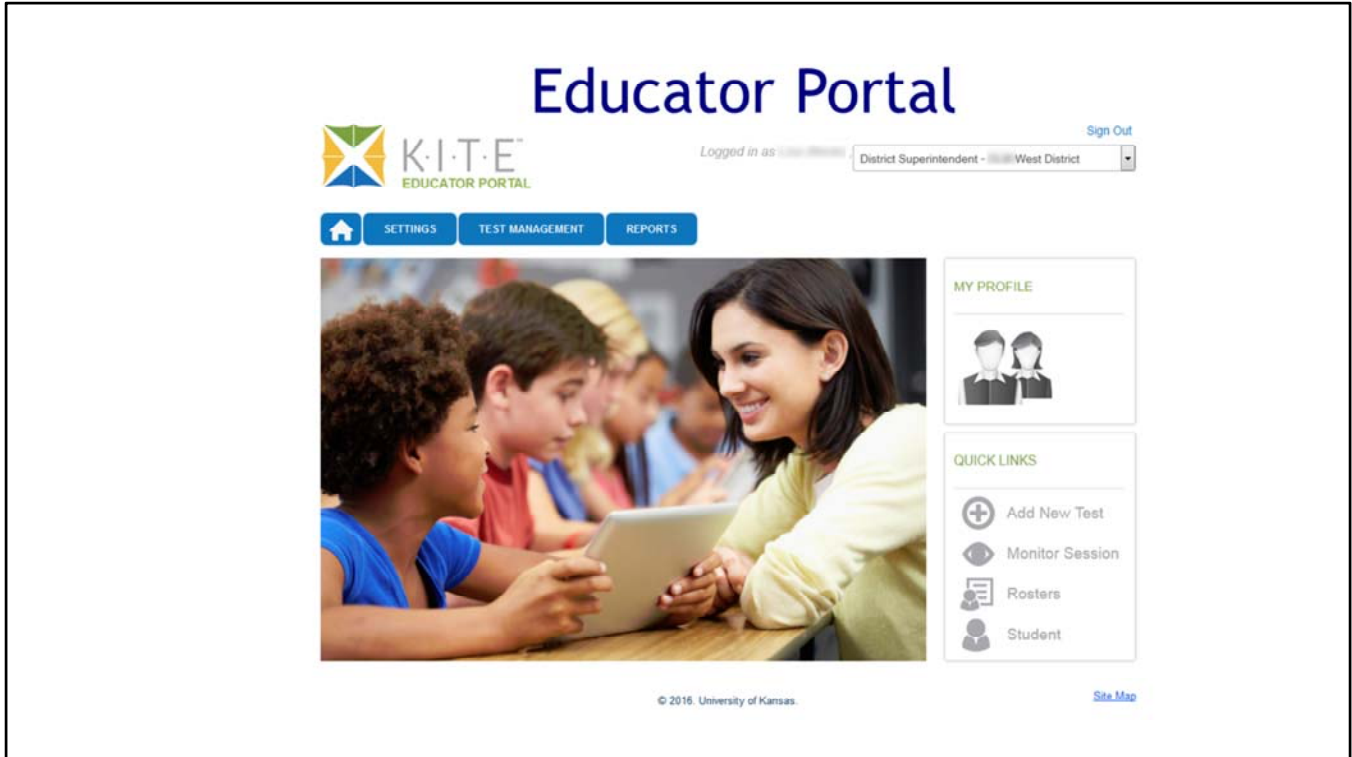 Educator Portal
Sign Out
K·I·T·E™
EDUCATOR PORTAL
Logged in as
District Superintendent - West District
SETTINGS
TEST MANAGEMENT
REPORTS
MY PROFILE
QUICK LINKS
Add New Test
Monitor Session
Rosters
Student
© 2016. University of Kansas.
Site Map